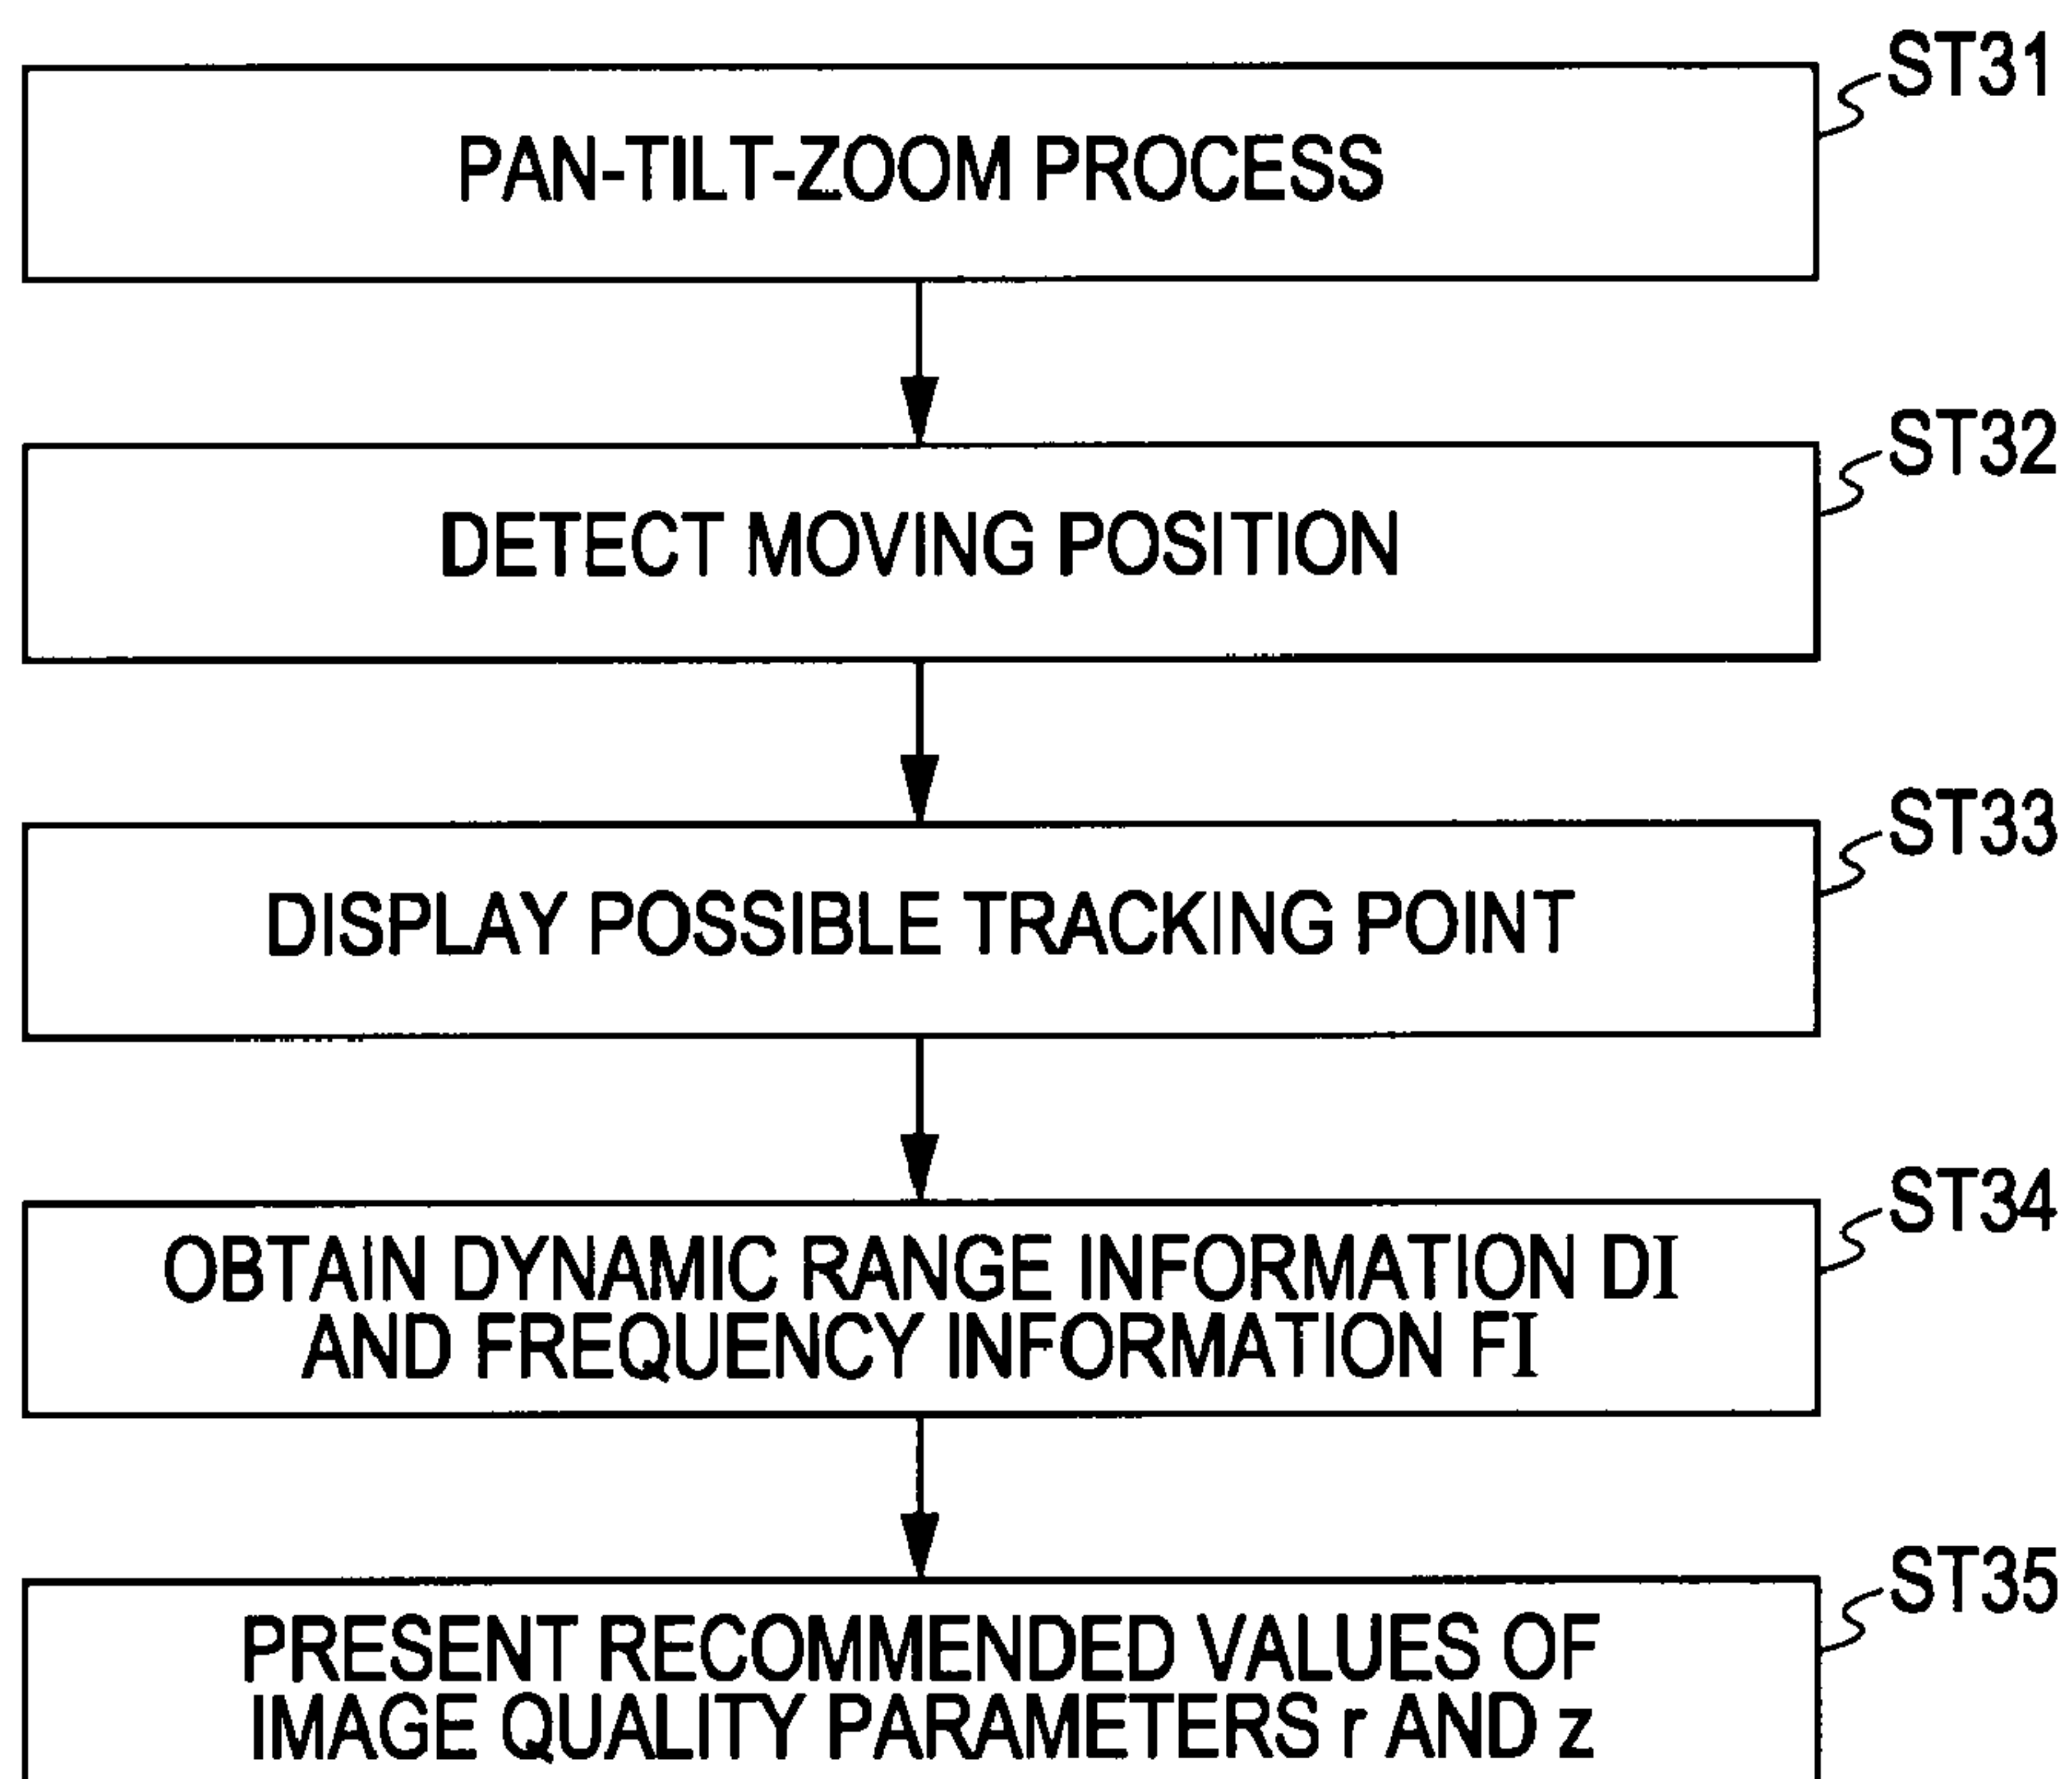 ST31
PAN-TILT-ZOOM PROCESS
ST32
DETECT MOVING POSITION
ST33
DISPLAY POSSIBLE TRACKING POINT
ST34
OBTAIN DYNAMIC RANGE INFORMATION DI
AND FREQUENCY INFORMATION FI
ST35
PRESENT RECOMMENDED VALUES OF
IMAGE QUALITY PARAMETERS r AND z